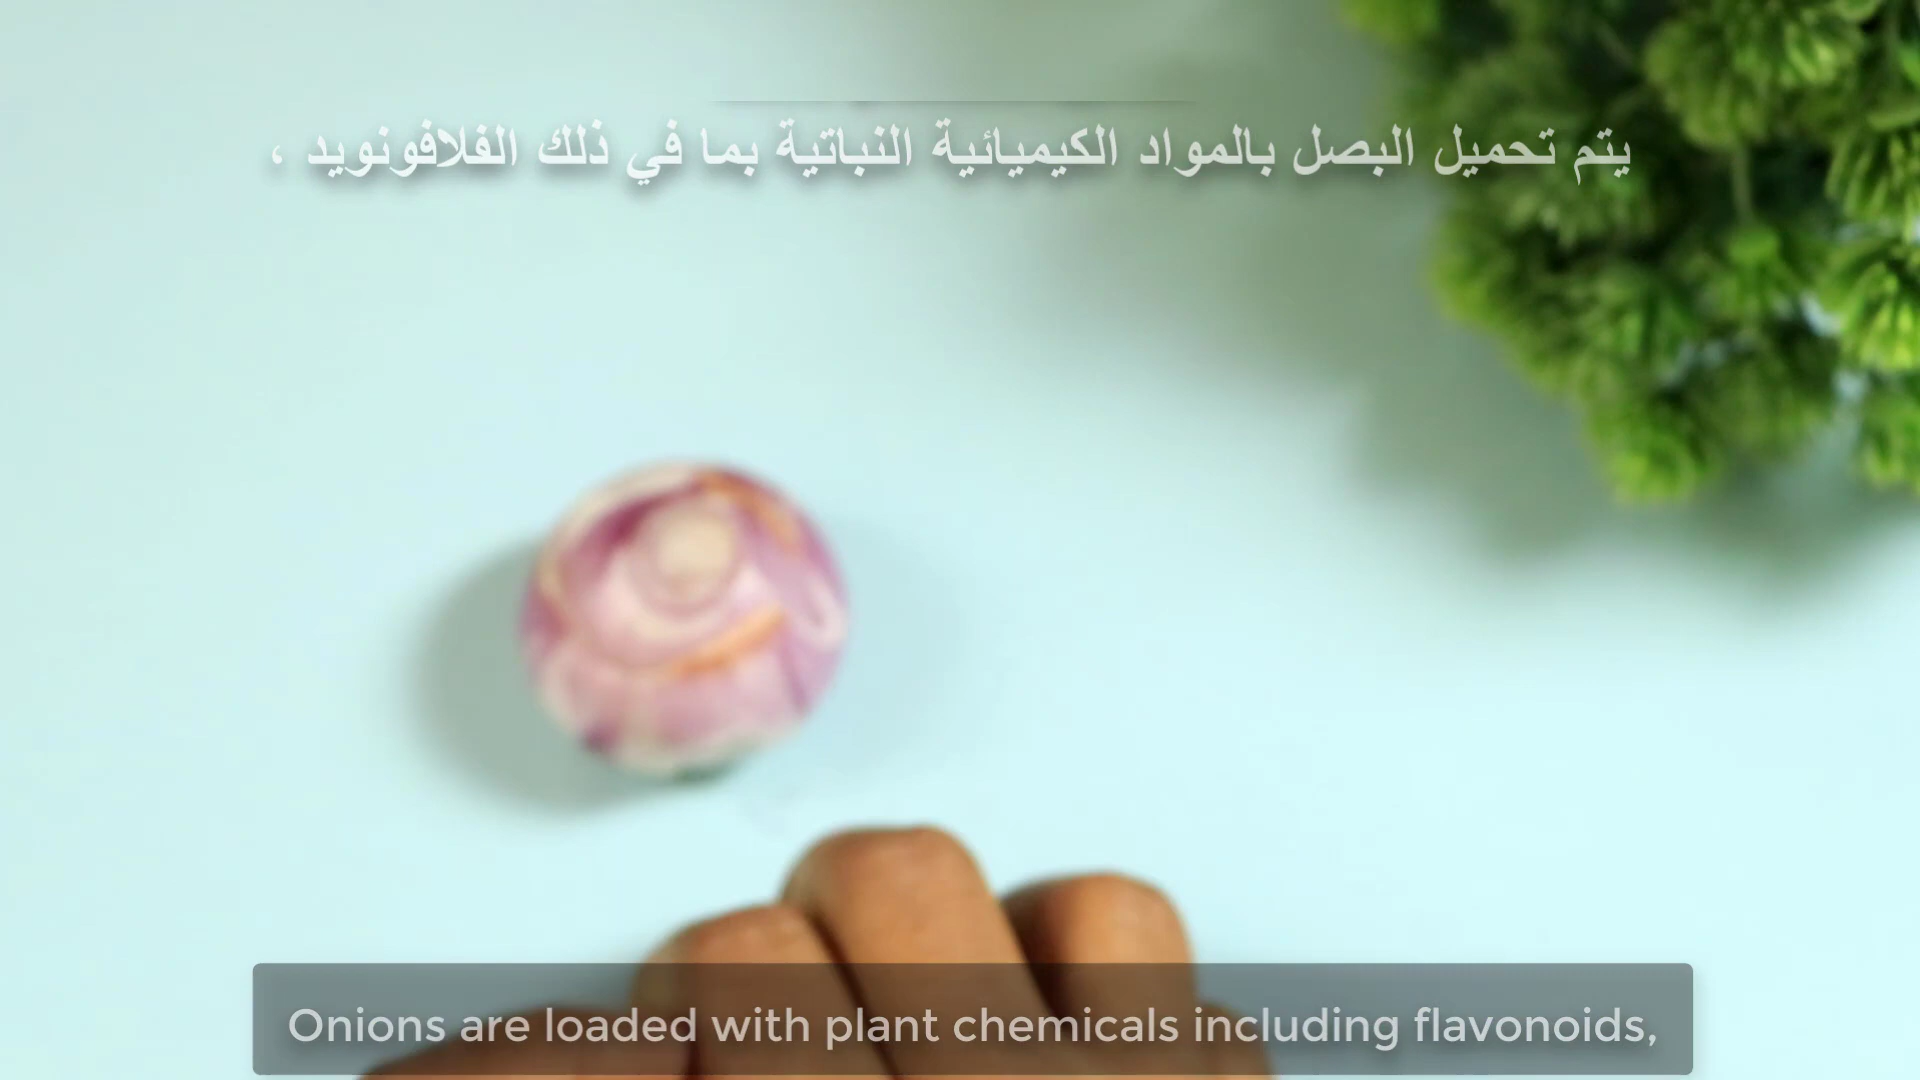 يتم تحميل البصل بالمواد الكيميائية النباتية بما في ذلك الفلافونويد ،
Onions are loaded with plant chemicals including flavonoids,